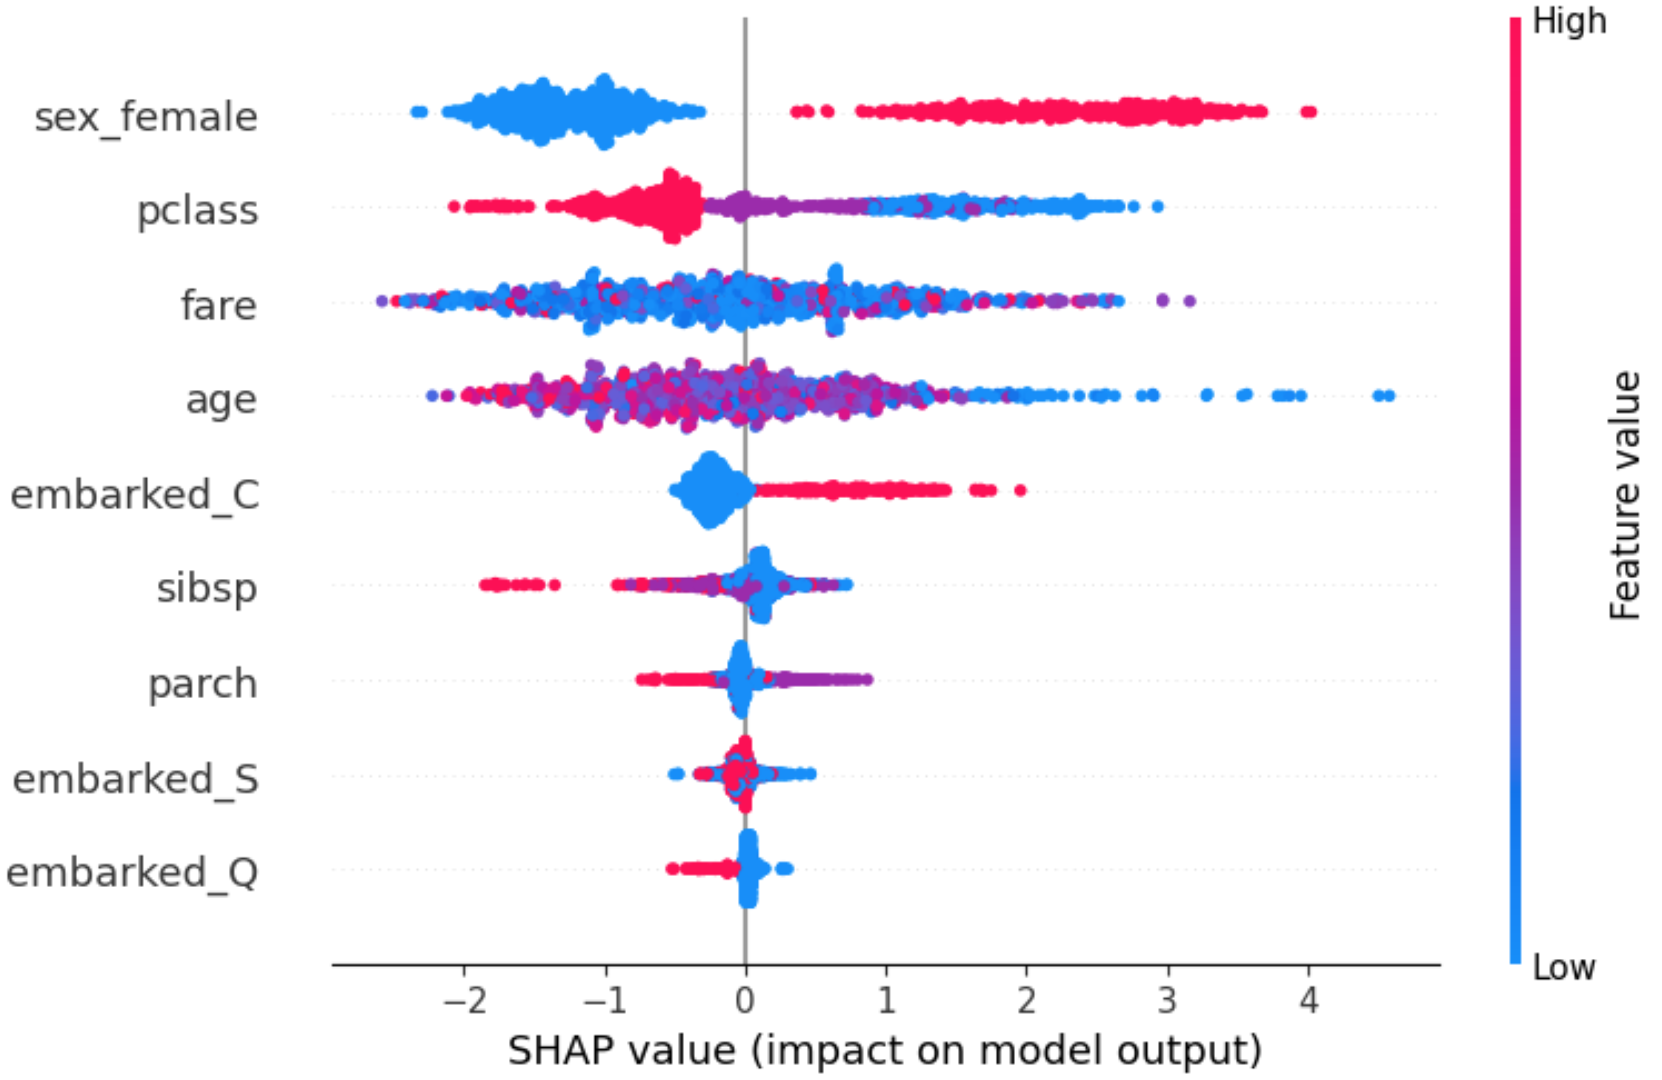 High
sex_female
pclass
fare
age
embarked_C
sibsp
parch
embarked_S
embarked_Q
Low
Feature value
−2 −1 0 1 2 3 4
SHAP value (impact on model output)